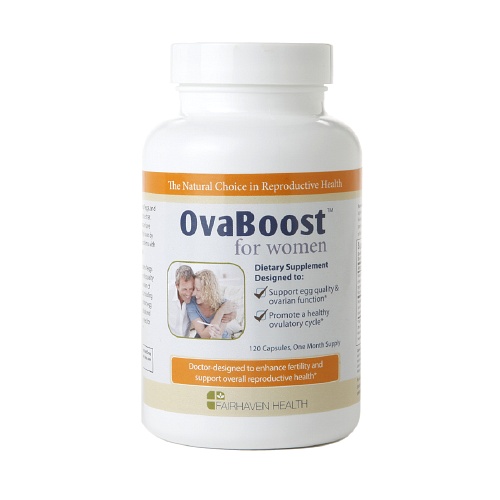 The Natural Choice in Reproductive Health
OvaBoost™
for women
Dietary Supplement
Designed to:
Support egg quality &
ovarian function*
Promote a healthy
ovulatory cycle*
120 Capsules, One Month Supply
Doctor-designed to enhance fertility and
support overall reproductive health*
FAIRHAVEN HEALTH